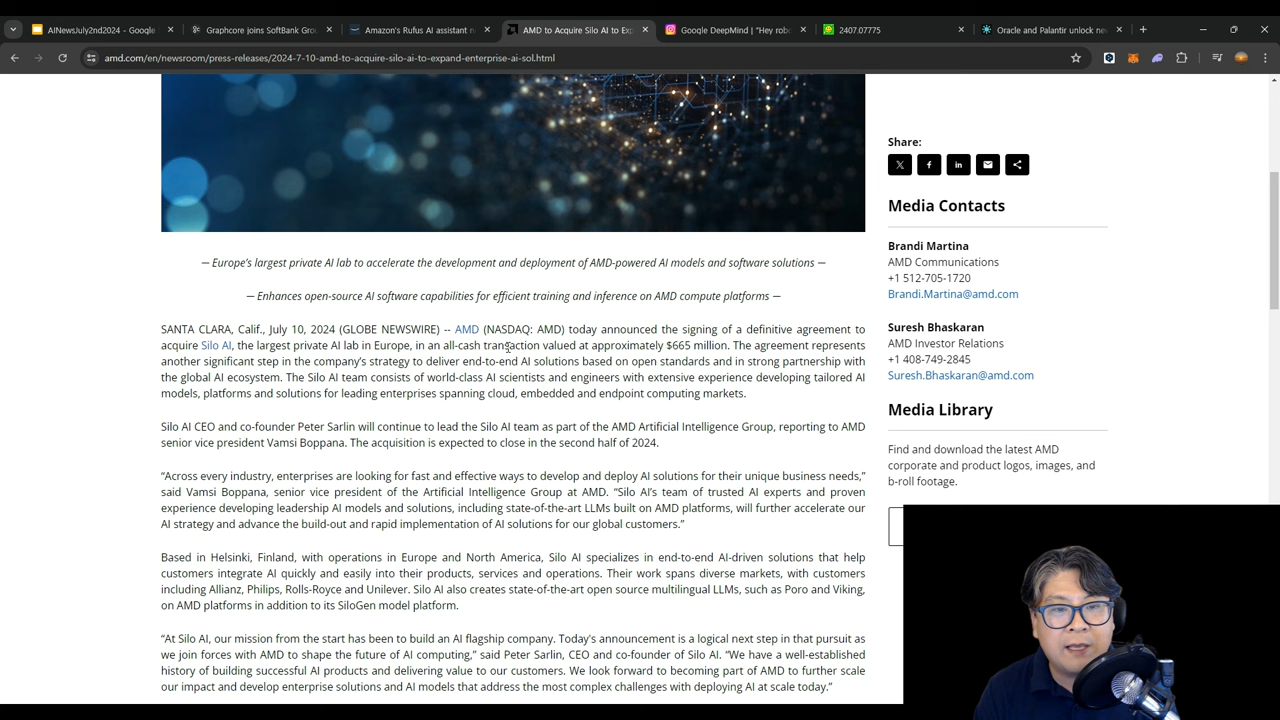 AINewsJuly2nd2024 - Google
Graphcore joins SoftBank Grou
Amazon's Rufus AI assistant n
AMD to Acquire Silo AI to Exp
Google DeepMind | "Hey rob
2407.07775
Oracle and Palantir unlock ne
amd.com/en/newsroom/press-releases/2024-7-10-amd-to-acquire-silo-ai-to-expand-enterprise-ai-sol.html
— Europe's largest private AI lab to accelerate the development and deployment of AMD-powered AI models and software solutions —
— Enhances open-source AI software capabilities for efficient training and inference on AMD compute platforms —
SANTA CLARA, Calif., July 10, 2024 (GLOBE NEWSWIRE) -- AMD (NASDAQ: AMD) today announced the signing of a definitive agreement to
acquire Silo AI, the largest private AI lab in Europe, in an all-cash transaction valued at approximately $665 million. The agreement represents
another significant step in the company's strategy to deliver end-to-end AI solutions based on open standards and in strong partnership with
the global AI ecosystem. The Silo AI team consists of world-class AI scientists and engineers with extensive experience developing tailored AI
models, platforms and solutions for leading enterprises spanning cloud, embedded and endpoint computing markets.
Silo AI CEO and co-founder Peter Sarlin will continue to lead the Silo AI team as part of the AMD Artificial Intelligence Group, reporting to AMD
senior vice president Vamsi Boppana. The acquisition is expected to close in the second half of 2024.
“Across every industry, enterprises are looking for fast and effective ways to develop and deploy AI solutions for their unique business needs,”
said Vamsi Boppana, senior vice president of the Artificial Intelligence Group at AMD. “Silo AI's team of trusted AI experts and proven
experience developing leadership AI models and solutions, including state-of-the-art LLMs built on AMD platforms, will further accelerate our
AI strategy and advance the build-out and rapid implementation of AI solutions for our global customers.”
Based in Helsinki, Finland, with operations in Europe and North America, Silo AI specializes in end-to-end AI-driven solutions that help
customers integrate AI quickly and easily into their products, services and operations. Their work spans diverse markets, with customers
including Allianz, Philips, Rolls-Royce and Unilever. Silo AI also creates state-of-the-art open source multilingual LLMs, such as Poro and Viking,
on AMD platforms in addition to its SiloGen model platform.
“At Silo AI, our mission from the start has been to build an AI flagship company. Today's announcement is a logical next step in that pursuit as
we join forces with AMD to shape the future of AI computing,” said Peter Sarlin, CEO and co-founder of Silo AI. “We have a well-established
history of building successful AI products and delivering value to our customers. We look forward to becoming part of AMD to further scale
our impact and develop enterprise solutions and AI models that address the most complex challenges with deploying AI at scale today.”
Share:
Media Contacts
Brandi Martina
AMD Communications
+1 512-705-1720
Brandi.Martina@amd.com
Suresh Bhaskaran
AMD Investor Relations
+1 408-749-2845
Suresh.Bhaskaran@amd.com
Media Library
Find and download the latest AMD
corporate and product logos, images, and
b-roll footage.